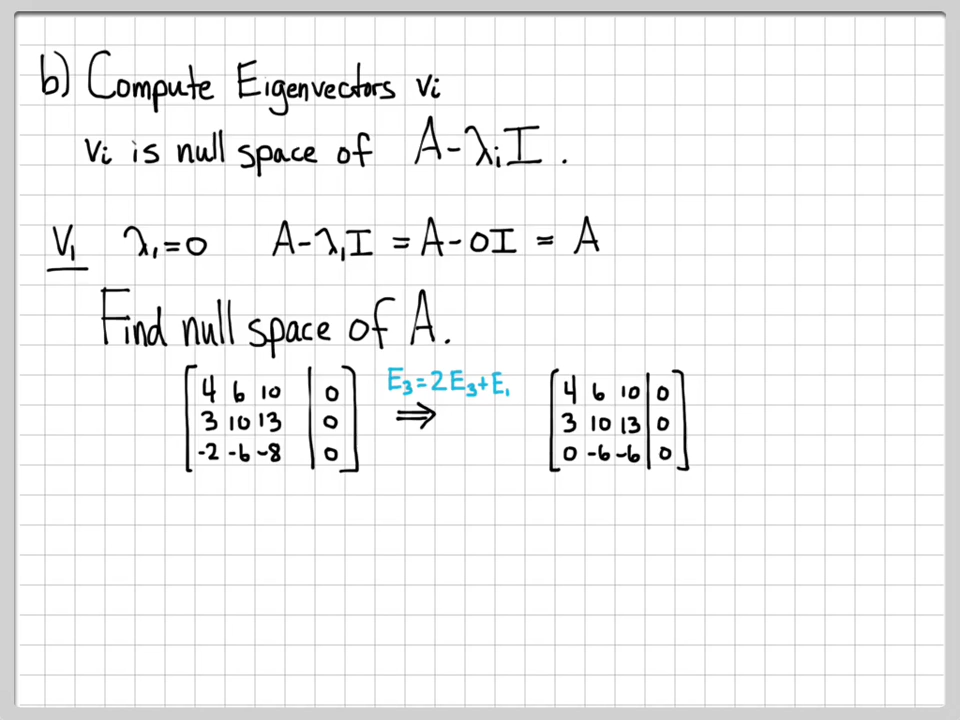 b) Compute Eigenvectors vi
vi is null space of A-λiI.
V₁ λ₁=0 A-λ₁I = A-0I = A
Find null space of A.
E₃=2E₃+E₁
[4 6 10 | 0] ⇒ [4 6 10 | 0]
[3 10 13 | 0] [3 10 13 | 0]
[-2 -6 -8 | 0] [0 -6 -6 | 0]